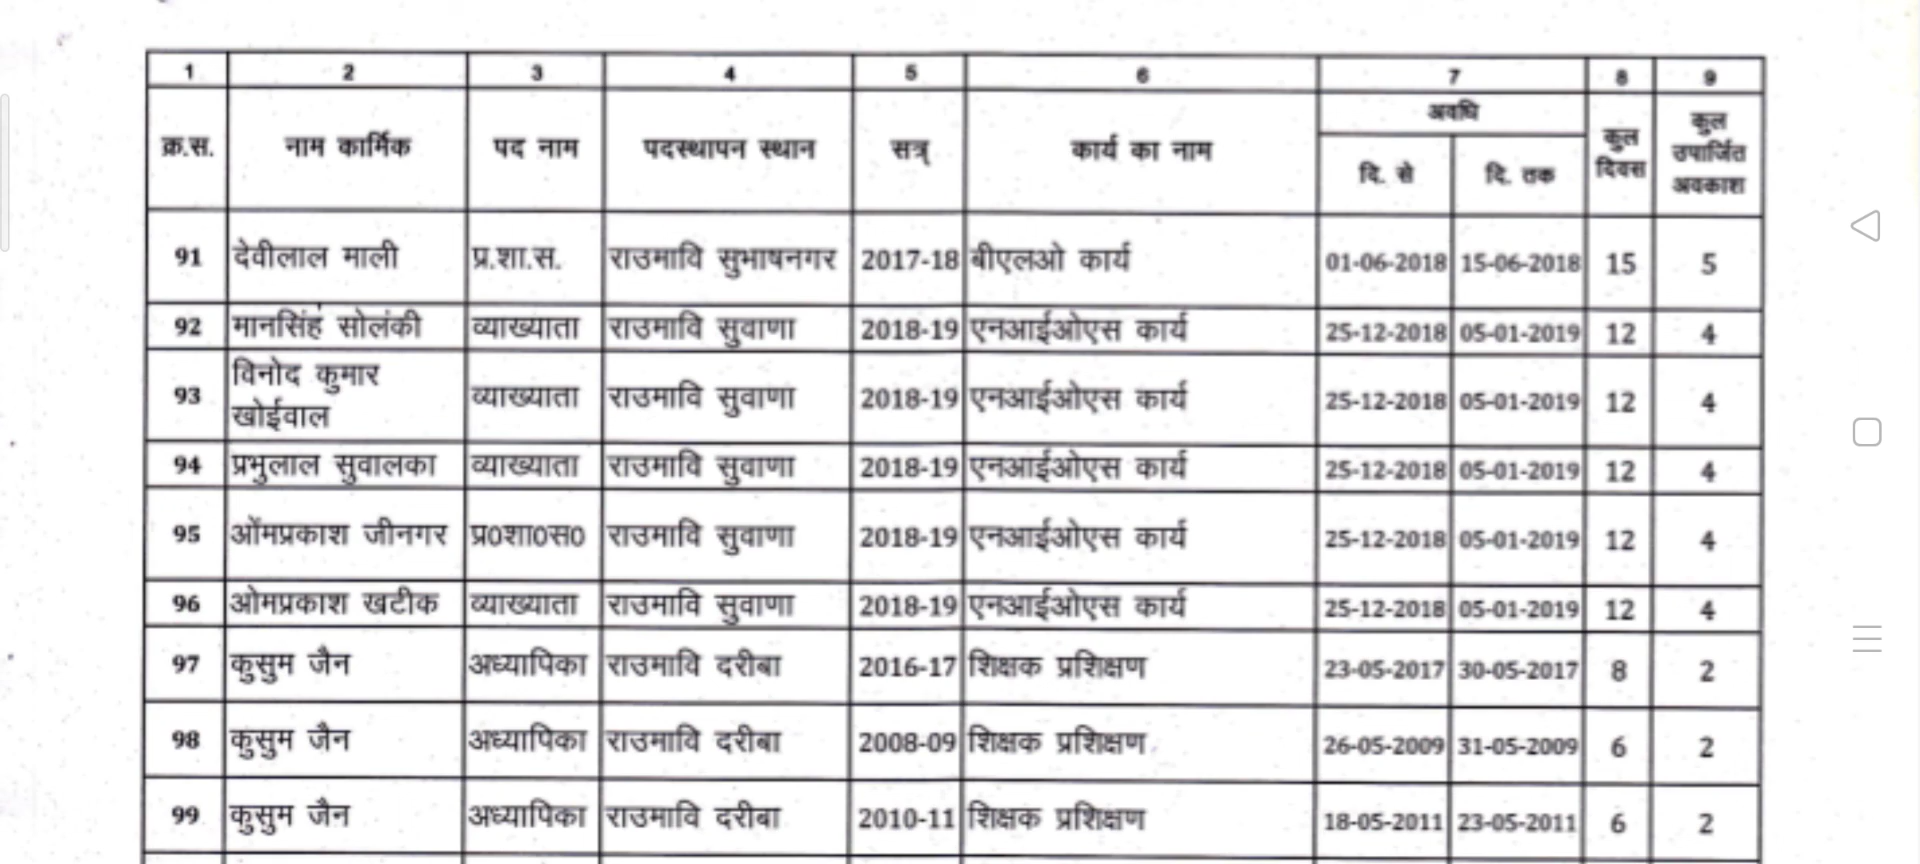 1 2 3 4 5 6 7 8 9
क्र.स. नाम कार्मिक पद नाम पदस्थापन स्थान सत्र् कार्य का नाम अवधि कुल दिवस कुल उपार्जित अवकाश
दि. से दि. तक
91 देवीलाल माली प्र.शा.स. राउमावि सुभाषनगर 2017-18 बीएलओ कार्य 01-06-2018 15-06-2018 15 5
92 मानसिंह सोलंकी व्याख्याता राउमावि सुवाणा 2018-19 एनआईओएस कार्य 25-12-2018 05-01-2019 12 4
93 विनोद कुमार खोईवाल व्याख्याता राउमावि सुवाणा 2018-19 एनआईओएस कार्य 25-12-2018 05-01-2019 12 4
94 प्रभुलाल सुवालका व्याख्याता राउमावि सुवाणा 2018-19 एनआईओएस कार्य 25-12-2018 05-01-2019 12 4
95 ओंमप्रकाश जीनगर प्र0शा0स0 राउमावि सुवाणा 2018-19 एनआईओएस कार्य 25-12-2018 05-01-2019 12 4
96 ओमप्रकाश खटीक व्याख्याता राउमावि सुवाणा 2018-19 एनआईओएस कार्य 25-12-2018 05-01-2019 12 4
97 कुसुम जैन अध्यापिका राउमावि दरीबा 2016-17 शिक्षक प्रशिक्षण 23-05-2017 30-05-2017 8 2
98 कुसुम जैन अध्यापिका राउमावि दरीबा 2008-09 शिक्षक प्रशिक्षण 26-05-2009 31-05-2009 6 2
99 कुसुम जैन अध्यापिका राउमावि दरीबा 2010-11 शिक्षक प्रशिक्षण 18-05-2011 23-05-2011 6 2